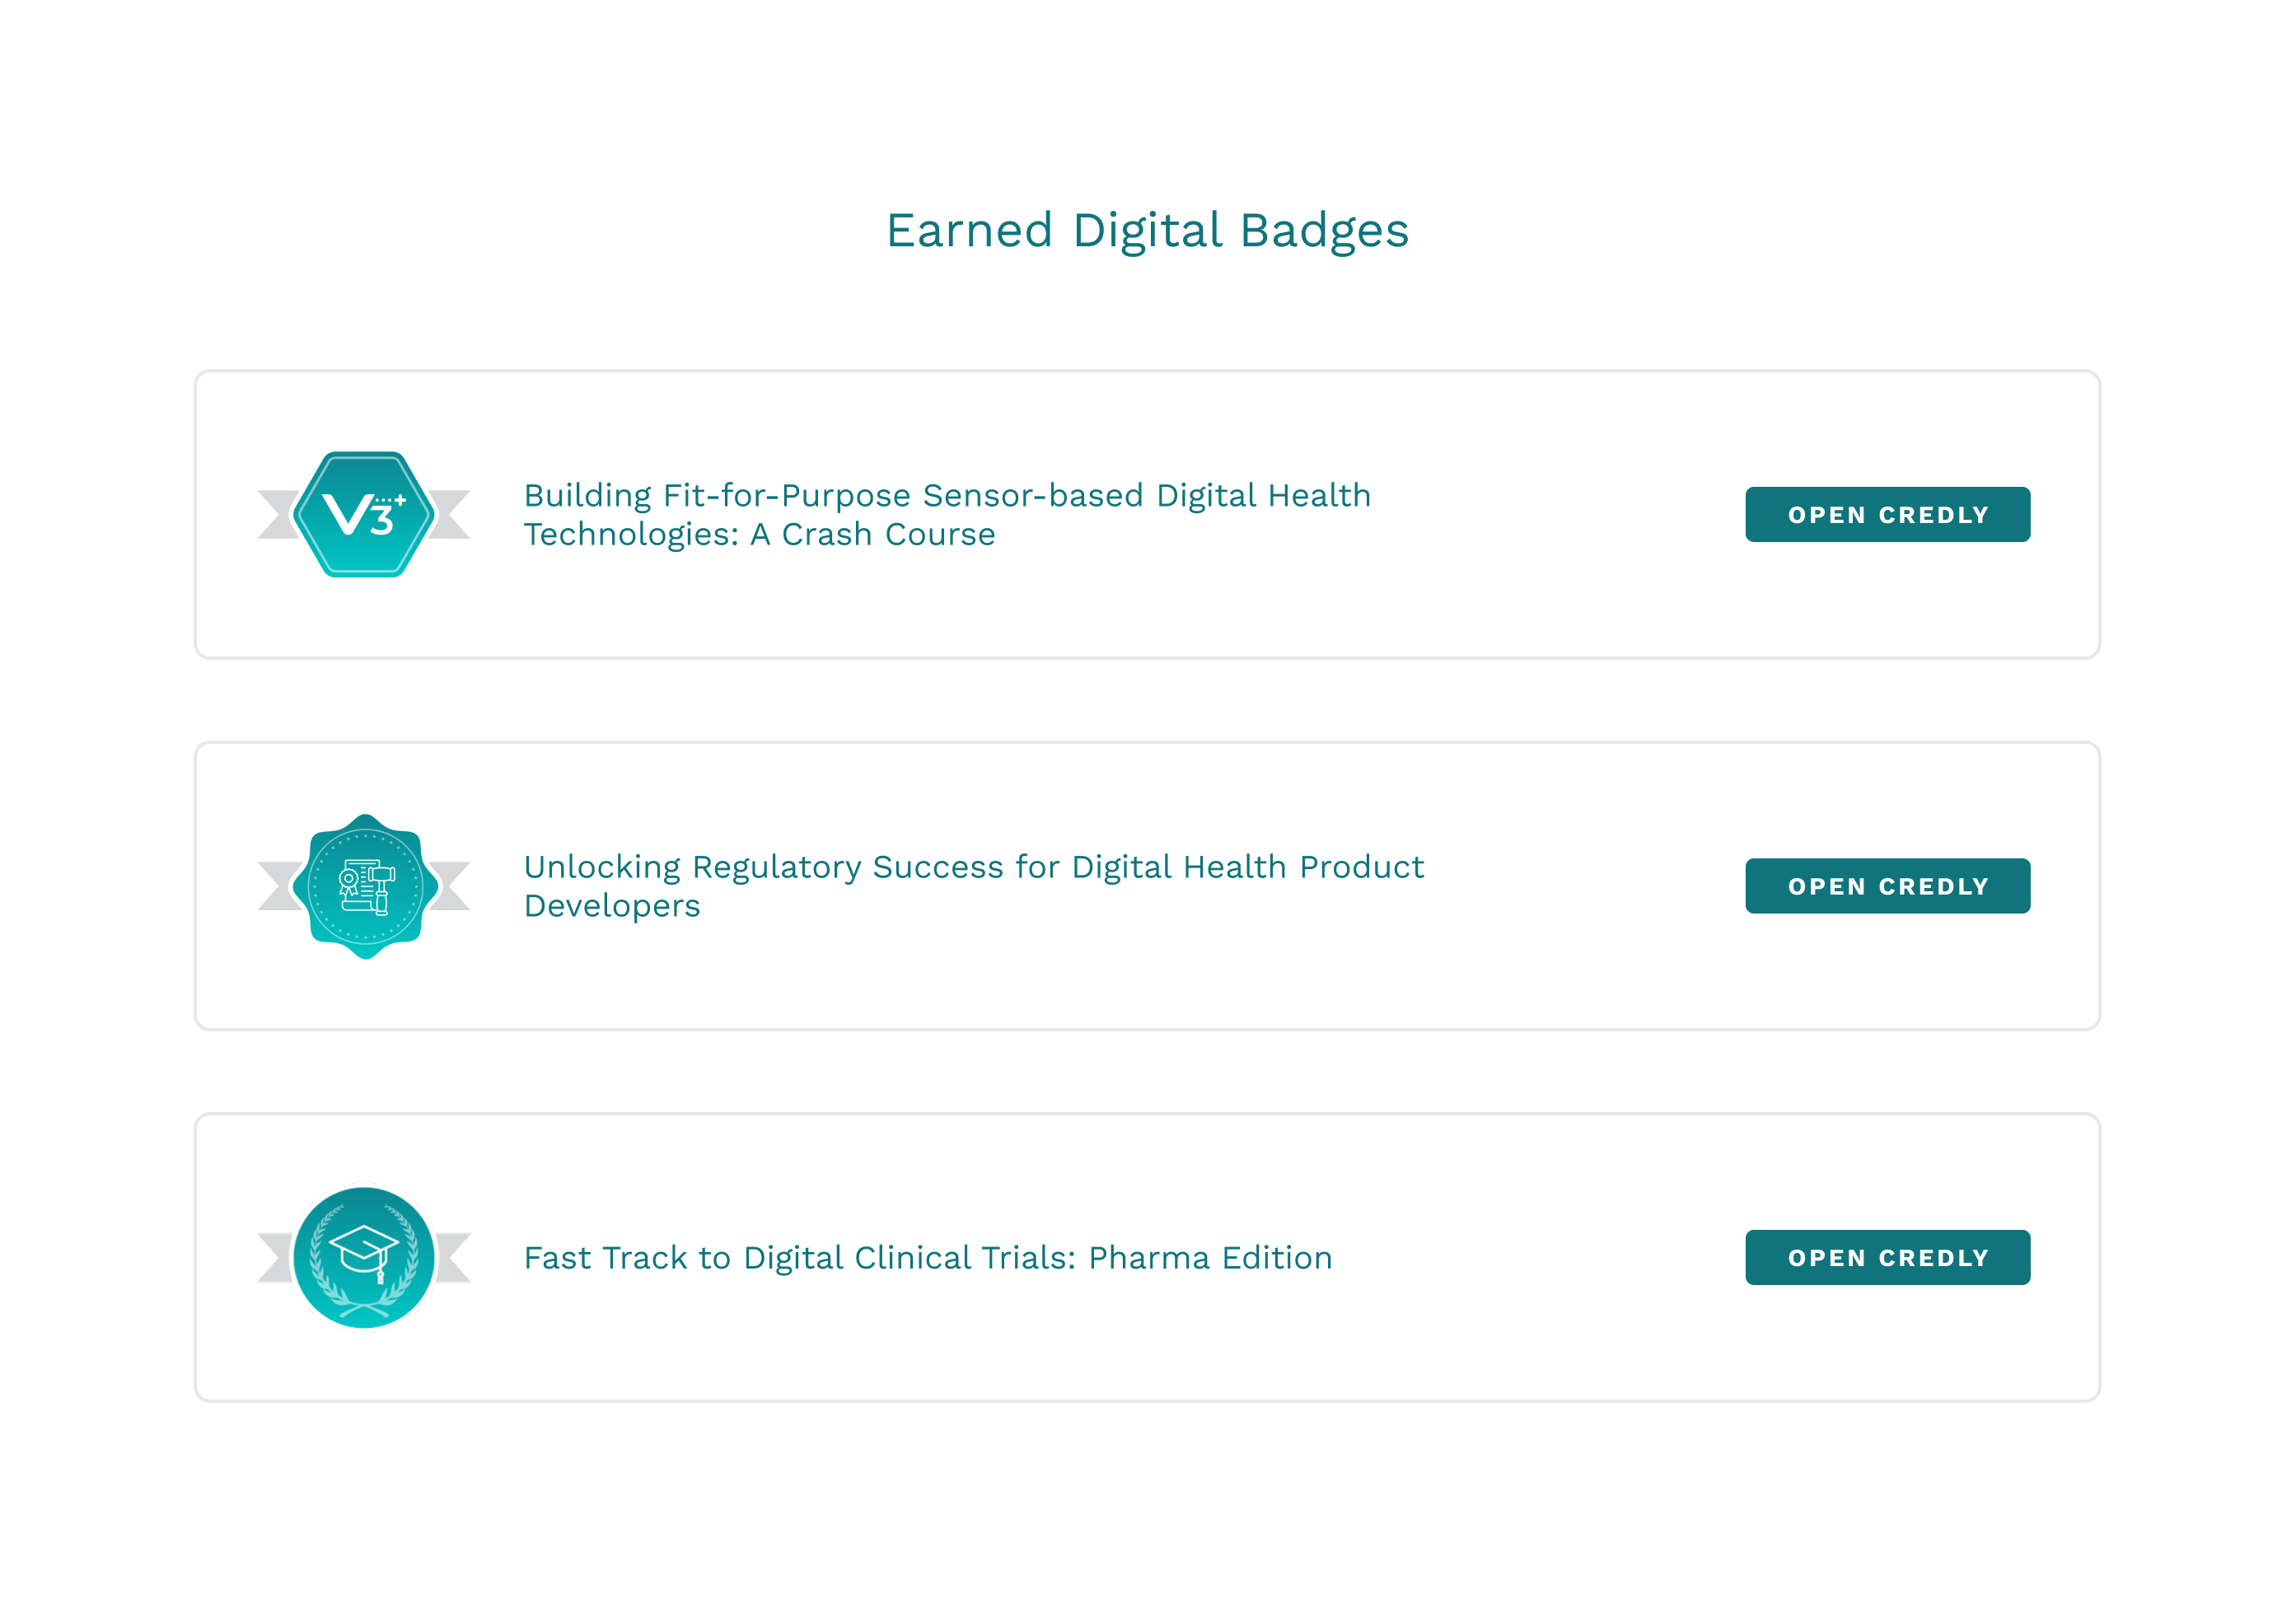 Earned Digital Badges
V3+
Building Fit-for-Purpose Sensor-based Digital Health
Technologies: A Crash Course
OPEN CREDLY
Unlocking Regulatory Success for Digital Health Product
Developers
OPEN CREDLY
Fast Track to Digital Clinical Trials: Pharma Edition
OPEN CREDLY